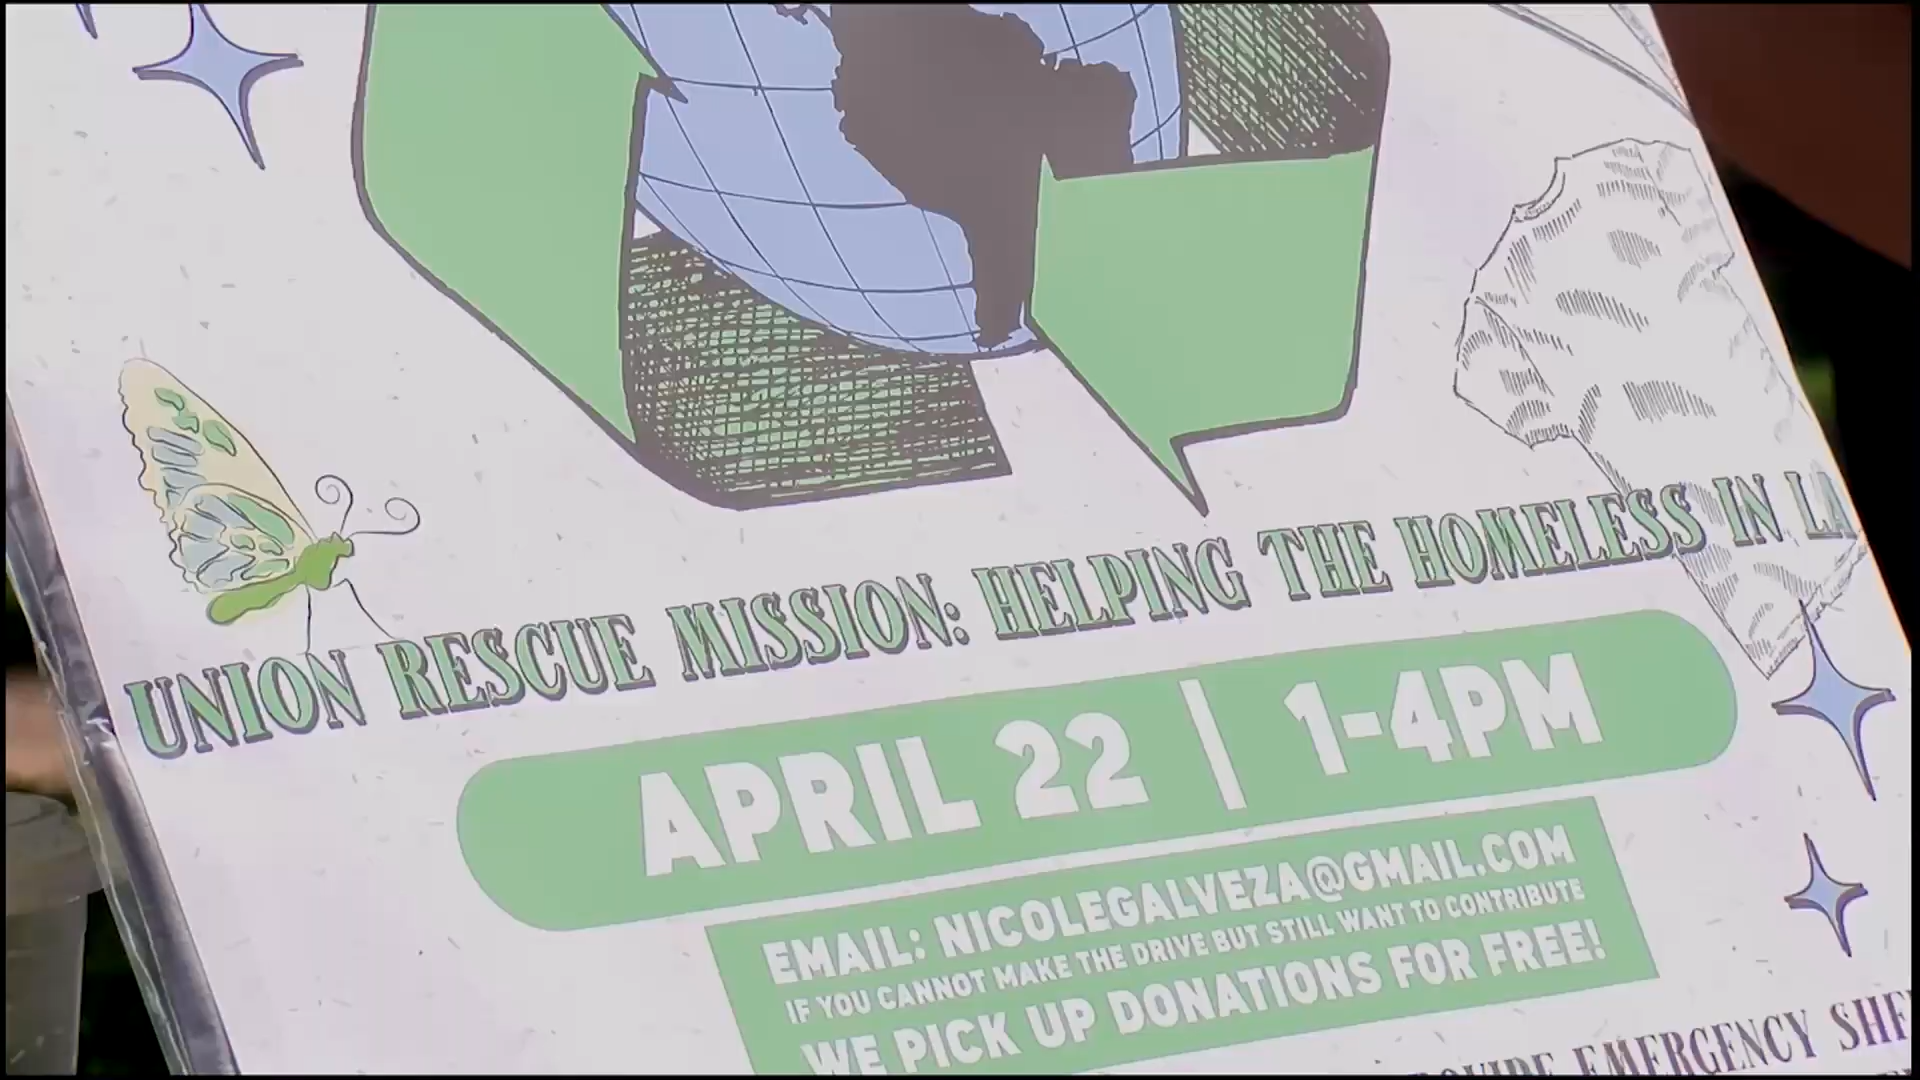 UNION RESCUE MISSION: HELPING THE HOMELESS IN LA
APRIL 22 | 1-4PM
EMAIL: NICOLEGALVEZA@GMAIL.COM
IF YOU CANNOT MAKE THE DRIVE BUT STILL WANT TO CONTRIBUTE
WE PICK UP DONATIONS FOR FREE!
EMERGENCY